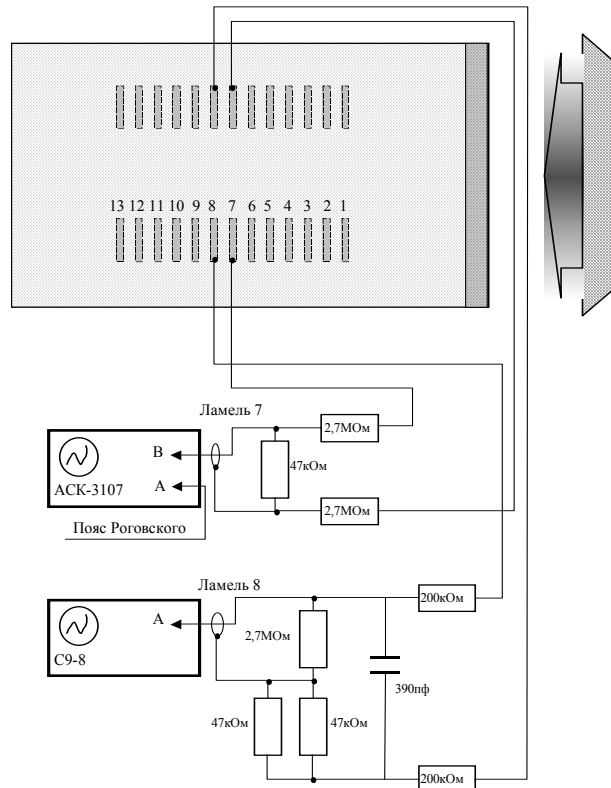 13 12 11 10 9 8 7 6 5 4 3 2 1
Ламель 7
2,7МОм
B
47кОм
АСК-3107
A
2,7МОм
Пояс Роговского
Ламель 8
200кОм
A
2,7МОм
С9-8
390пф
47кОм
47кОм
200кОм